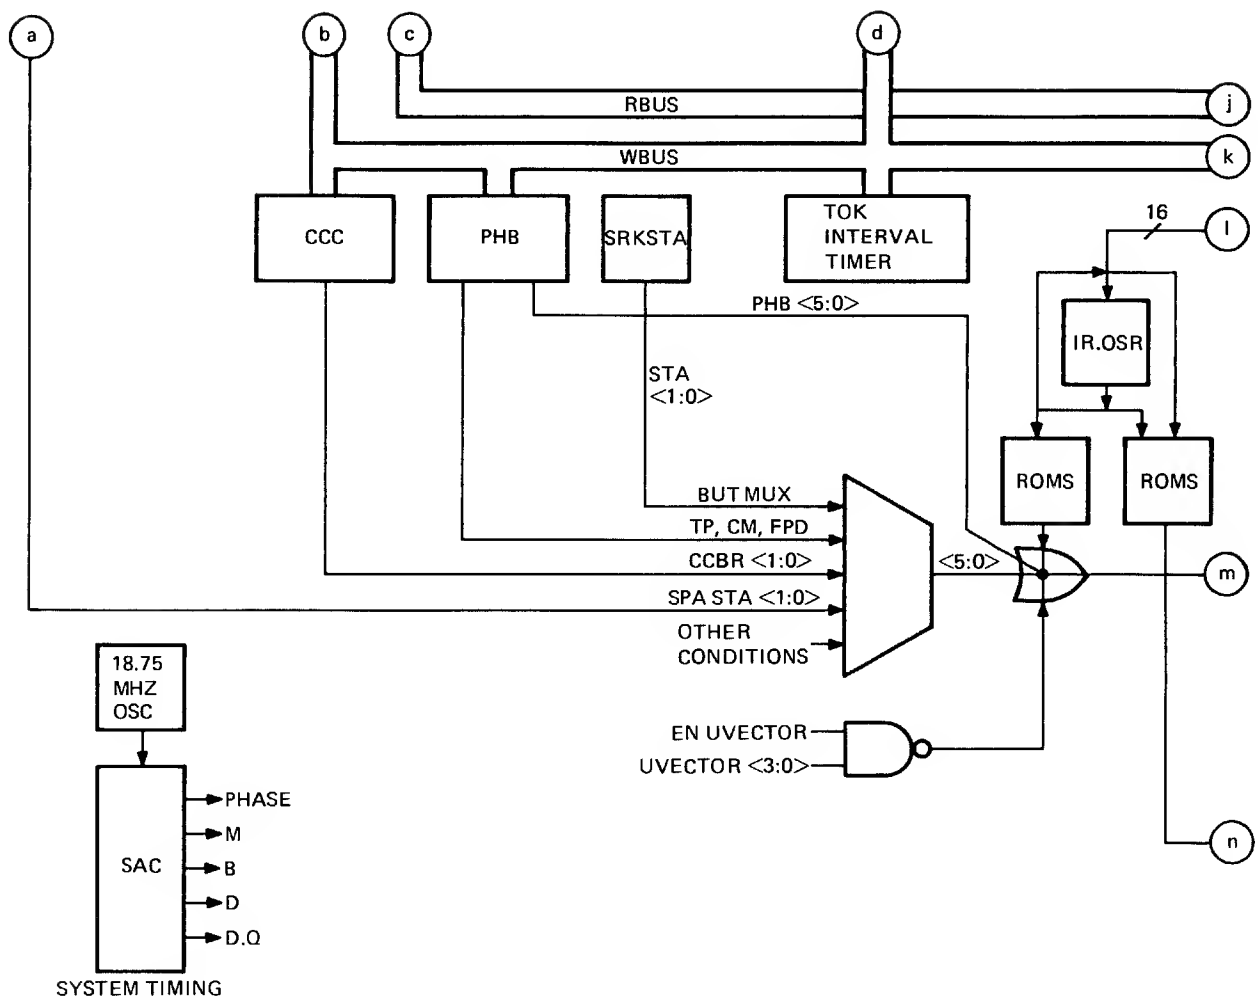 a
b
c
d
RBUS
j
WBUS
k
CCC
PHB
SRKSTA
TOK
INTERVAL
TIMER
16
l
PHB <5:0>
IR.OSR
STA
<1:0>
ROMS
ROMS
BUT MUX
TP, CM, FPD
CCBR <1:0>
<5:0>
m
SPA STA <1:0>
OTHER
CONDITIONS
18.75
MHZ
OSC
EN UVECTOR
UVECTOR <3:0>
PHASE
M
SAC
B
D
D.Q
n
SYSTEM TIMING